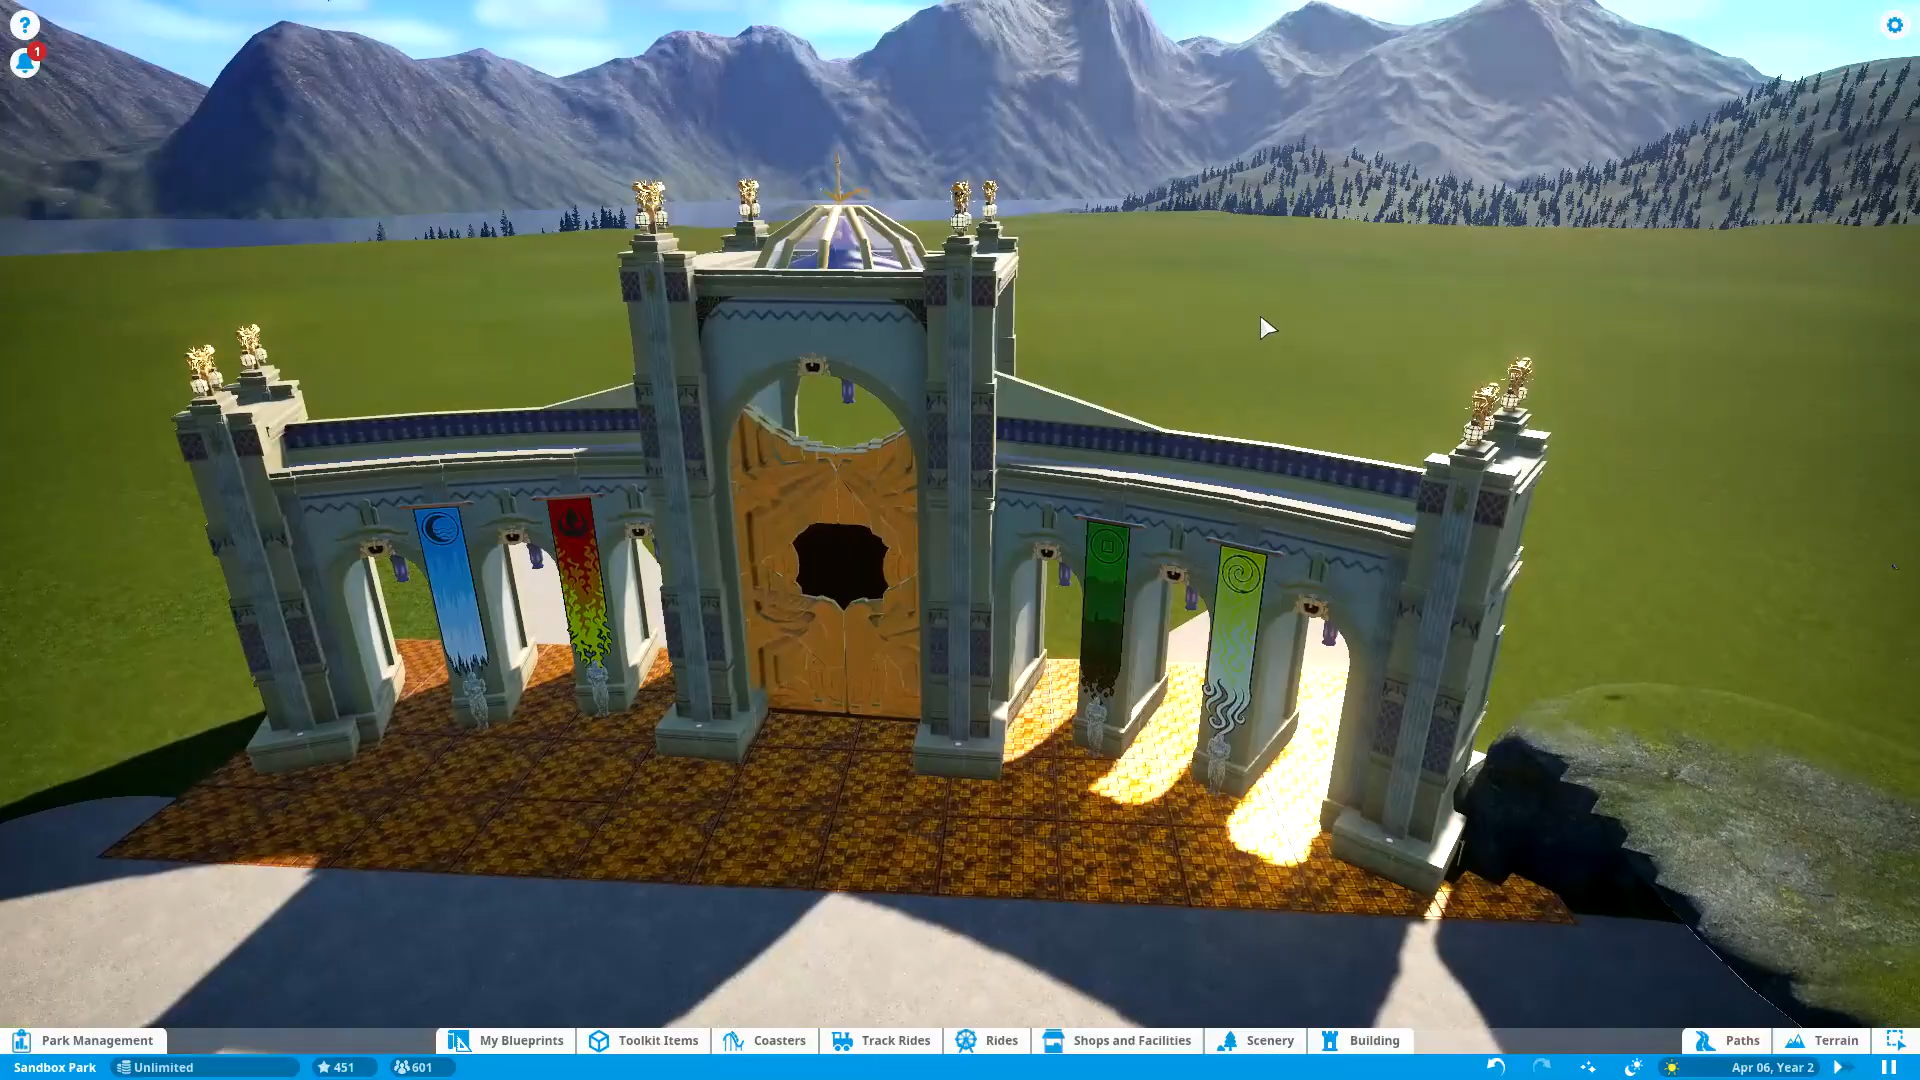 ?
1
Park Management
My Blueprints
Toolkit Items
Coasters
Track Rides
Rides
Shops and Facilities
Scenery
Building
Paths
Terrain
Sandbox Park
Unlimited
451
601
Apr 06, Year 2